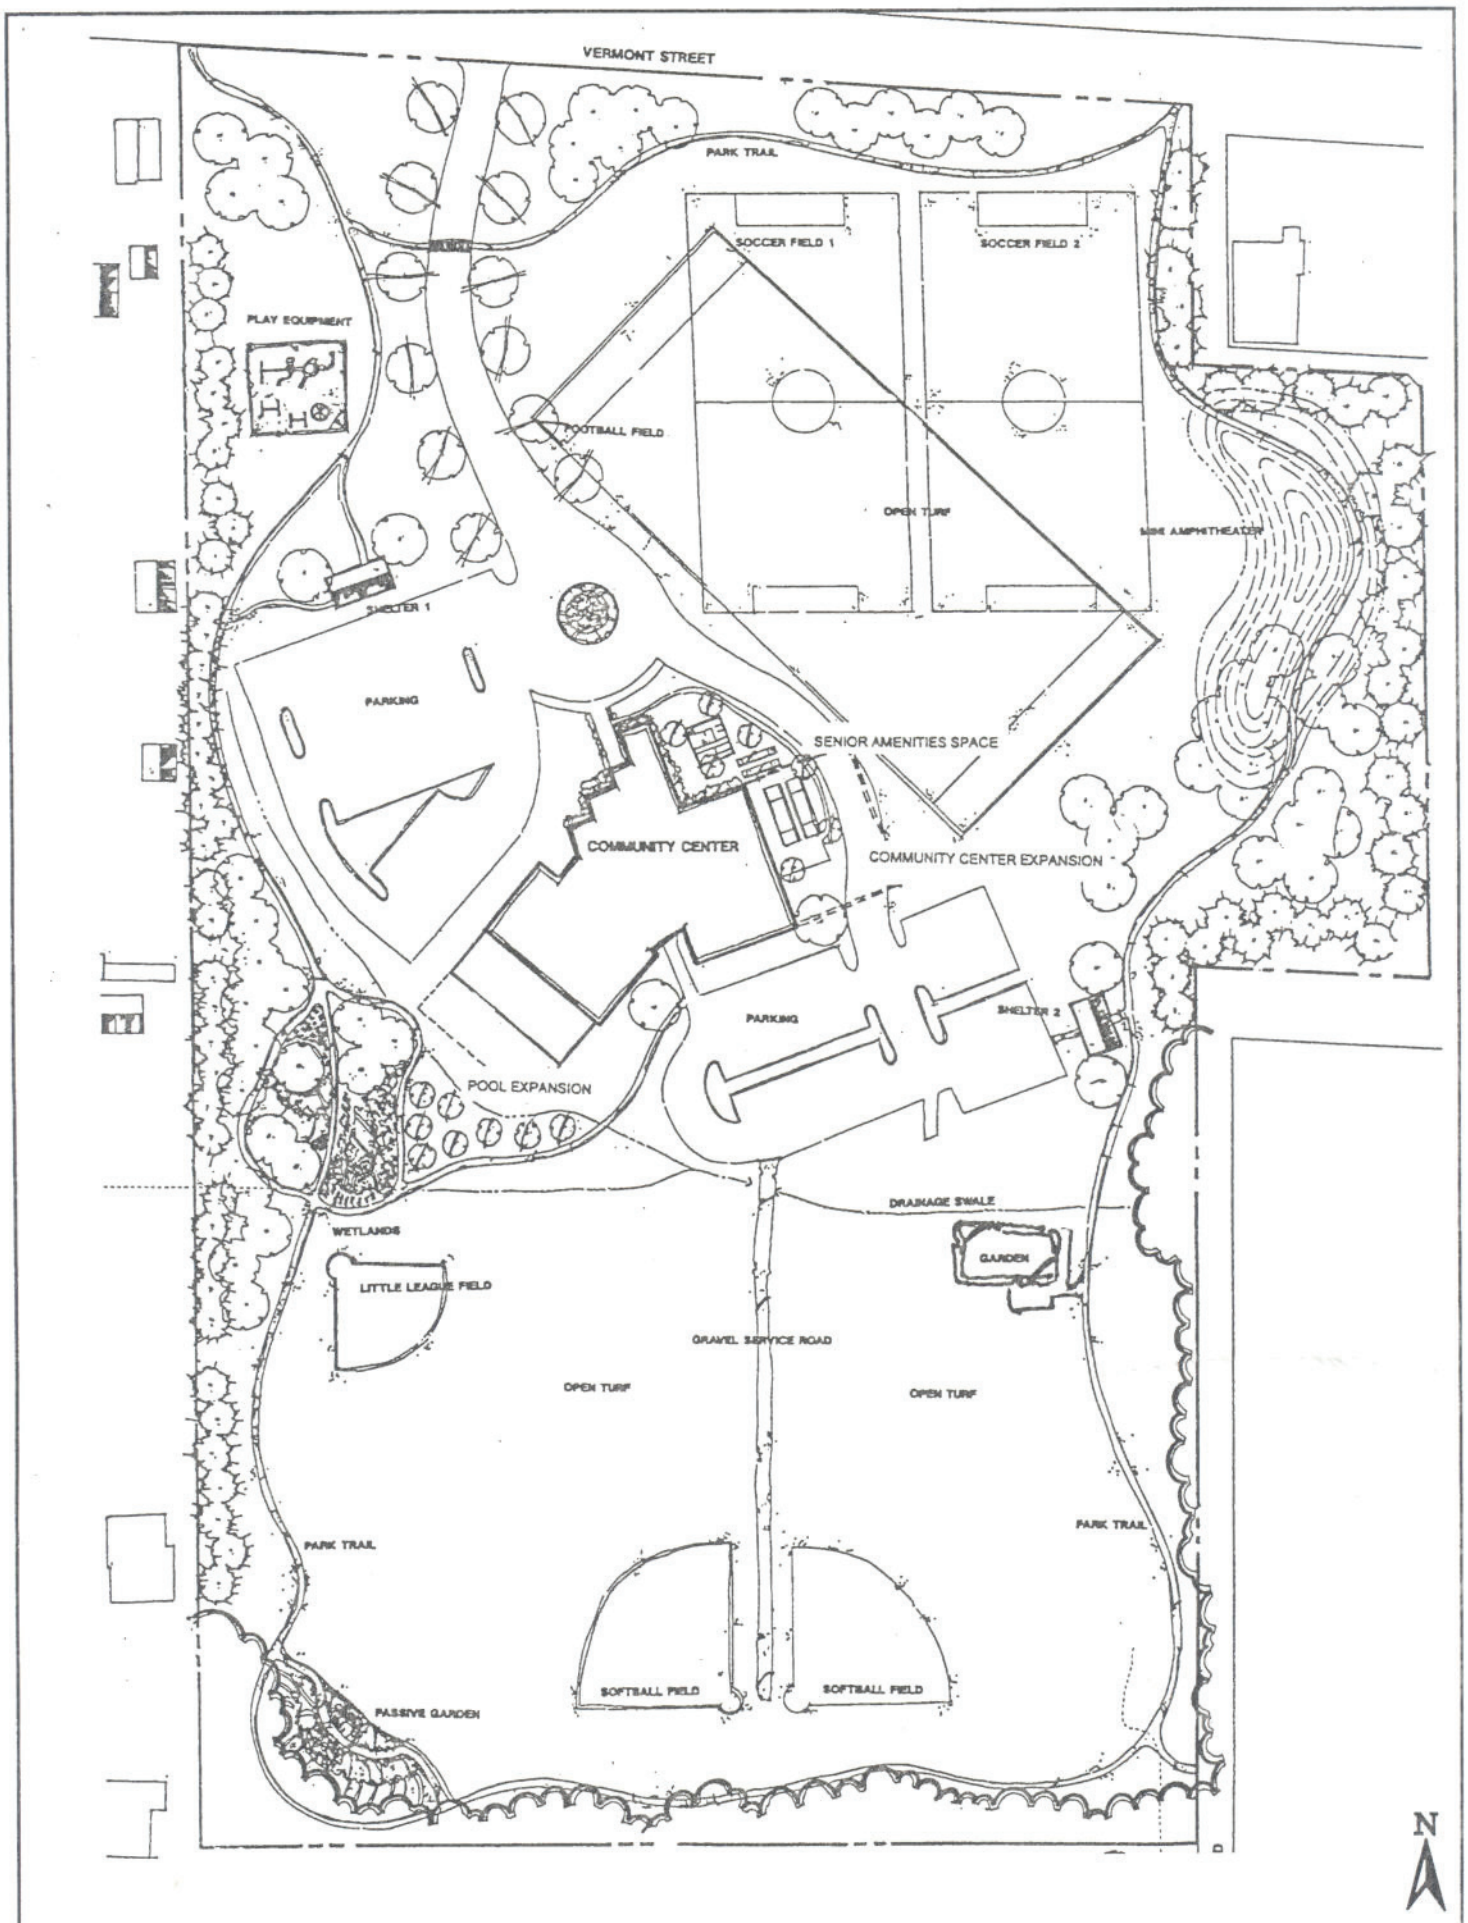 VERMONT STREET
PARK TRAIL
SOCCER FIELD 1
SOCCER FIELD 2
PLAY EQUIPMENT
FOOTBALL FIELD
OPEN TURF
MINI AMPHITHEATER
SHELTER 1
PARKING
SENIOR AMENITIES SPACE
COMMUNITY CENTER
COMMUNITY CENTER EXPANSION
SHELTER 2
PARKING
POOL EXPANSION
DRAINAGE SWALE
WETLANDS
GARDEN
LITTLE LEAGUE FIELD
GRAVEL SERVICE ROAD
OPEN TURF
OPEN TURF
PARK TRAIL
PARK TRAIL
SOFTBALL FIELD
SOFTBALL FIELD
PASSIVE GARDEN
N